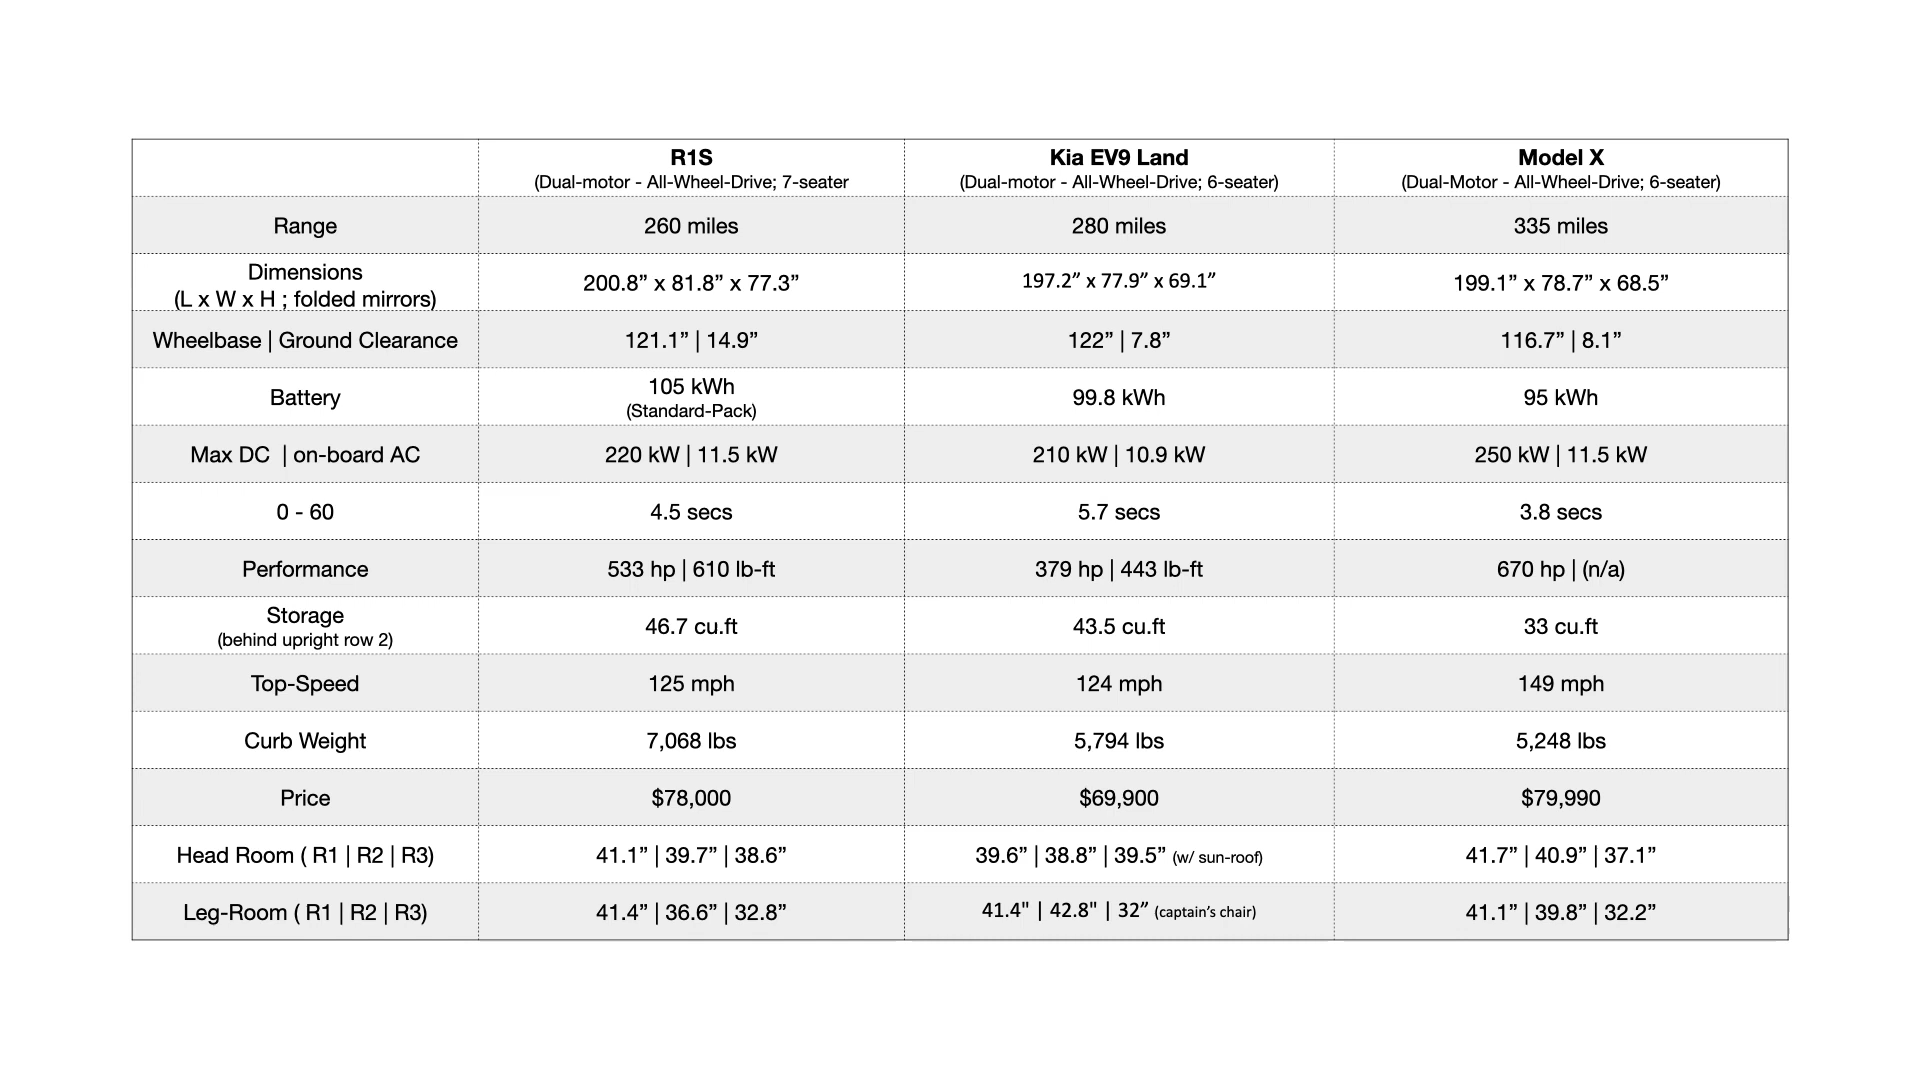 R1S
(Dual-motor - All-Wheel-Drive; 7-seater
Kia EV9 Land
(Dual-motor - All-Wheel-Drive; 6-seater)
Model X
(Dual-Motor - All-Wheel-Drive; 6-seater)
Range
260 miles
280 miles
335 miles
Dimensions
(L x W x H ; folded mirrors)
200.8” x 81.8” x 77.3”
197.2” x 77.9” x 69.1”
199.1” x 78.7” x 68.5”
Wheelbase | Ground Clearance
121.1” | 14.9”
122” | 7.8”
116.7” | 8.1”
Battery
105 kWh
(Standard-Pack)
99.8 kWh
95 kWh
Max DC | on-board AC
220 kW | 11.5 kW
210 kW | 10.9 kW
250 kW | 11.5 kW
0 - 60
4.5 secs
5.7 secs
3.8 secs
Performance
533 hp | 610 lb-ft
379 hp | 443 lb-ft
670 hp | (n/a)
Storage
(behind upright row 2)
46.7 cu.ft
43.5 cu.ft
33 cu.ft
Top-Speed
125 mph
124 mph
149 mph
Curb Weight
7,068 lbs
5,794 lbs
5,248 lbs
Price
$78,000
$69,900
$79,990
Head Room ( R1 | R2 | R3)
41.1” | 39.7” | 38.6”
39.6” | 38.8” | 39.5” (w/ sun-roof)
41.7” | 40.9” | 37.1”
Leg-Room ( R1 | R2 | R3)
41.4” | 36.6” | 32.8”
41.4" | 42.8" | 32” (captain’s chair)
41.1” | 39.8” | 32.2”